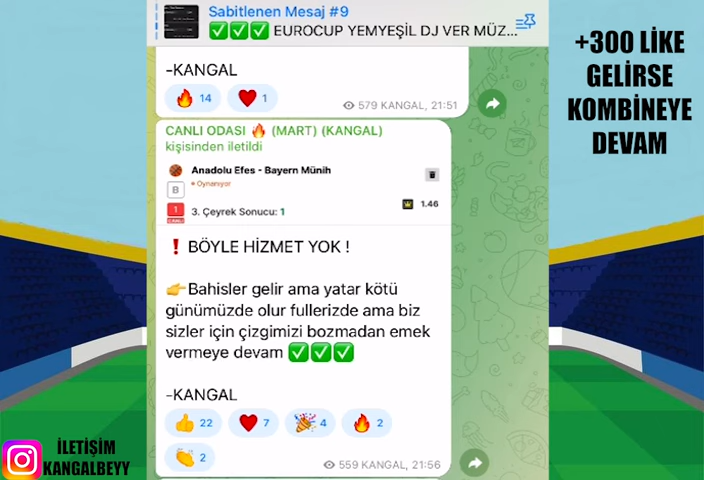 Sabitlenen Mesaj #9
✅✅✅ EUROCUP YEMYEŞİL DJ VER MÜZ...
-KANGAL
🔥 14 ❤️ 1
579 KANGAL, 21:51
CANLI ODASI 🔥 (MART) (KANGAL)
kişisinden iletildi
Anadolu Efes - Bayern Münih
Oynanıyor
B
1
CANLI
3. Çeyrek Sonucu: 1
1.46
❗ BÖYLE HİZMET YOK !
👉Bahisler gelir ama yatar kötü
günümüzde olur fullerizde ama biz
sizler için çizgimizi bozmadan emek
vermeye devam ✅✅✅
-KANGAL
👍 22 ❤️ 7 🎉 4 🔥 2
👏 2
559 KANGAL, 21:56
+300 LİKE
GELİRSE
KOMBİNEYE
DEVAM
İLETİŞİM
KANGALBEYY